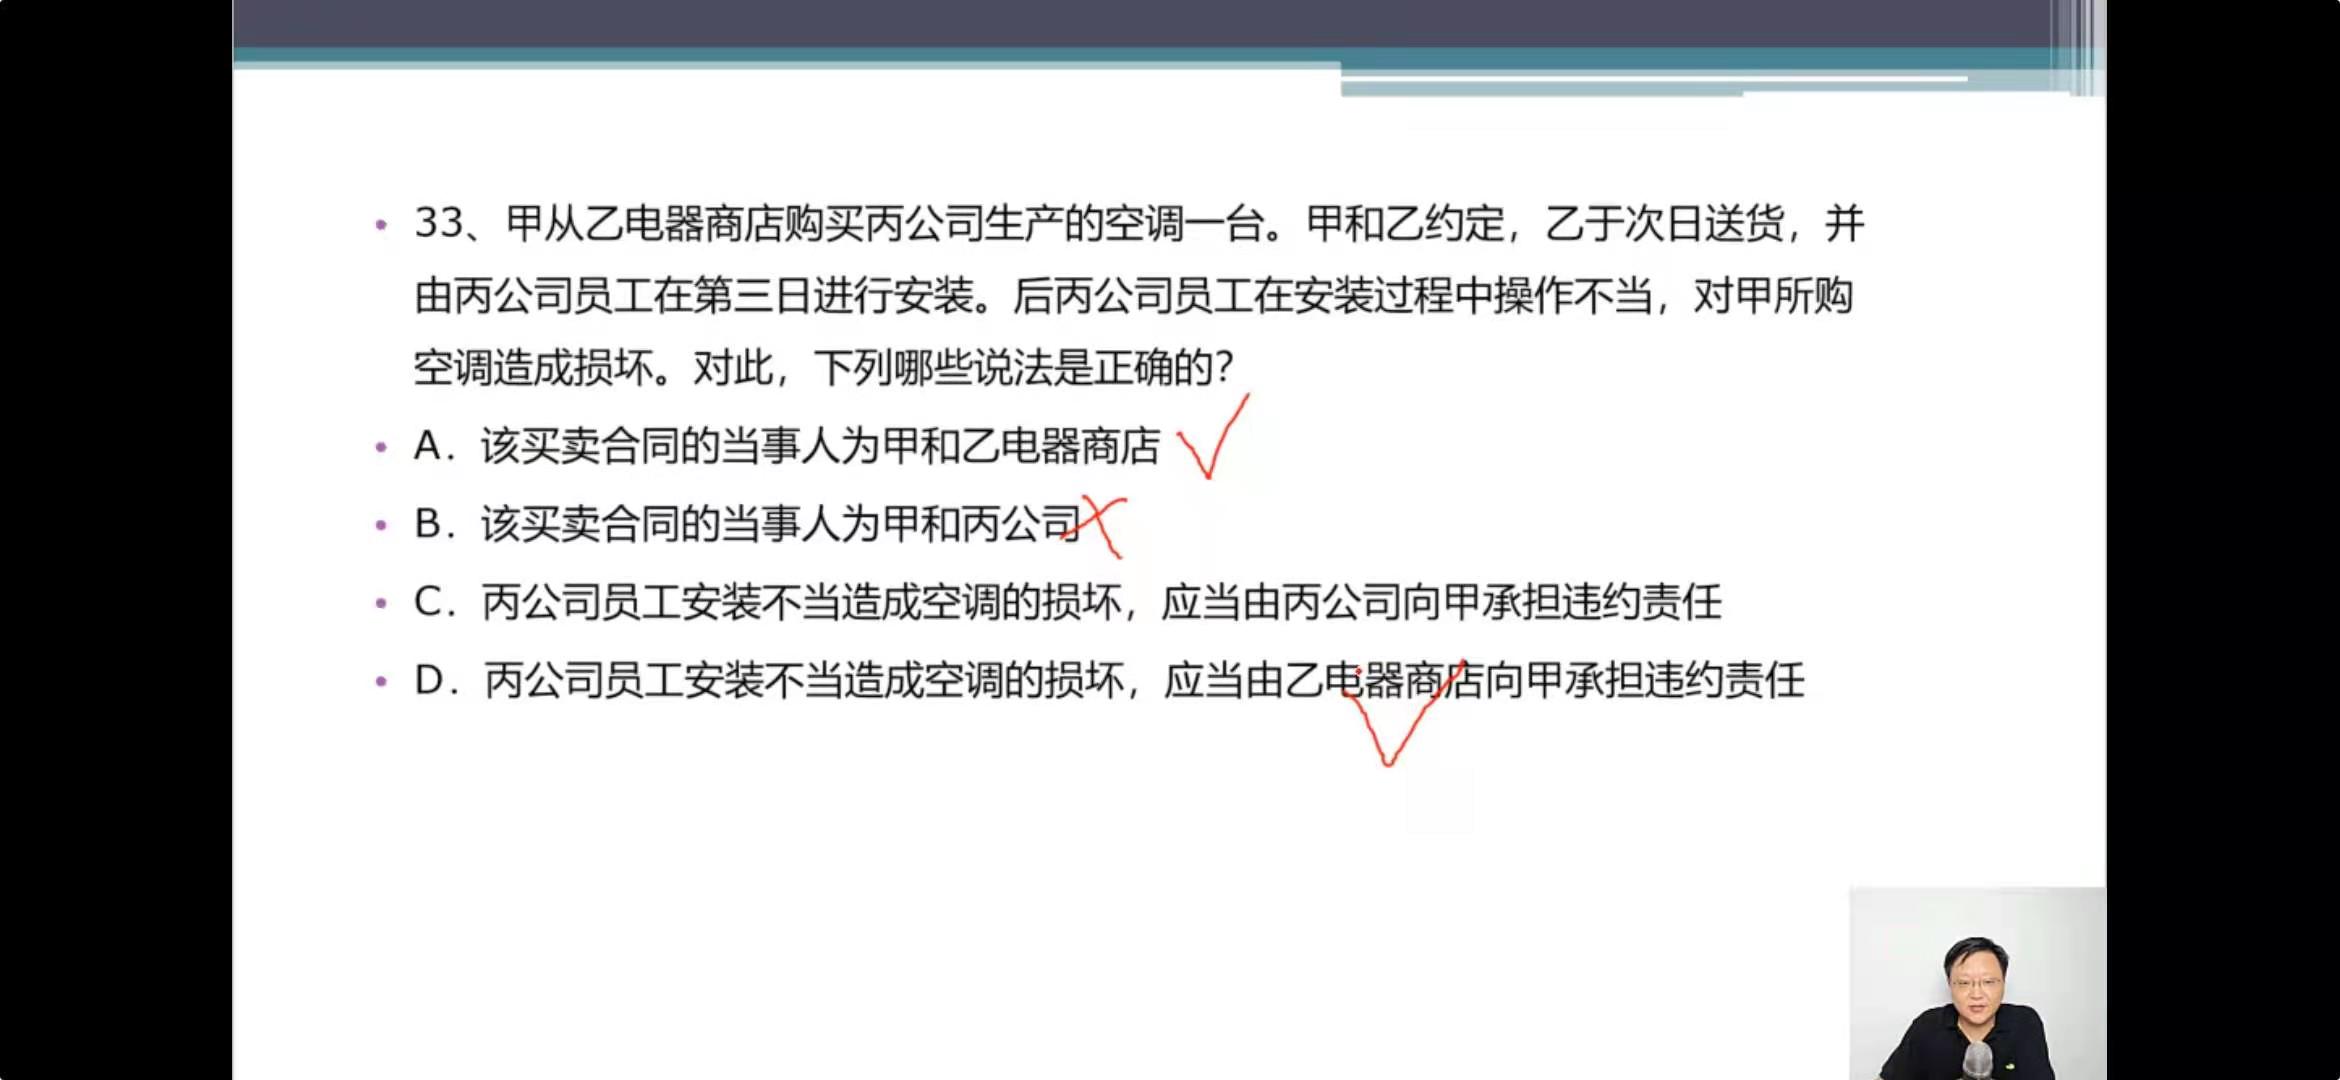 33、甲从乙电器商店购买丙公司生产的空调一台。甲和乙约定，乙于次日送货，并
由丙公司员工在第三日进行安装。后丙公司员工在安装过程中操作不当，对甲所购
空调造成损坏。对此，下列哪些说法是正确的？
A．该买卖合同的当事人为甲和乙电器商店
B．该买卖合同的当事人为甲和丙公司
C．丙公司员工安装不当造成空调的损坏，应当由丙公司向甲承担违约责任
D．丙公司员工安装不当造成空调的损坏，应当由乙电器商店向甲承担违约责任